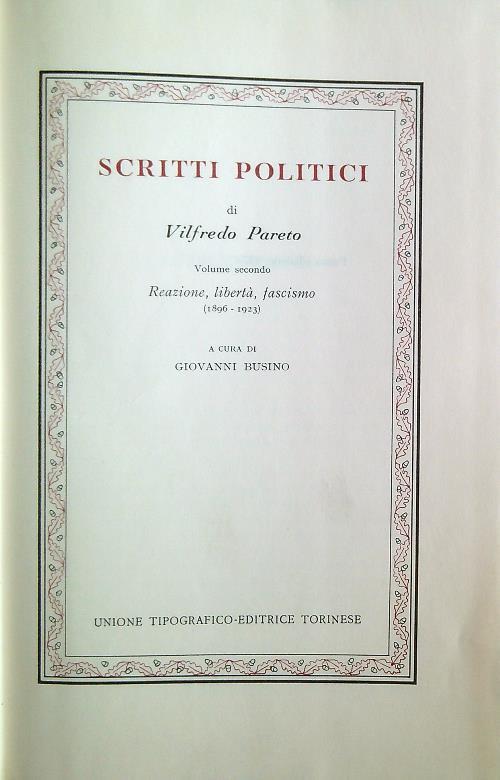 SCRITTI POLITICI
di
Vilfredo Pareto
Volume secondo
Reazione, libertà, fascismo
(1896 - 1923)
A CURA DI
GIOVANNI BUSINO
UNIONE TIPOGRAFICO-EDITRICE TORINESE